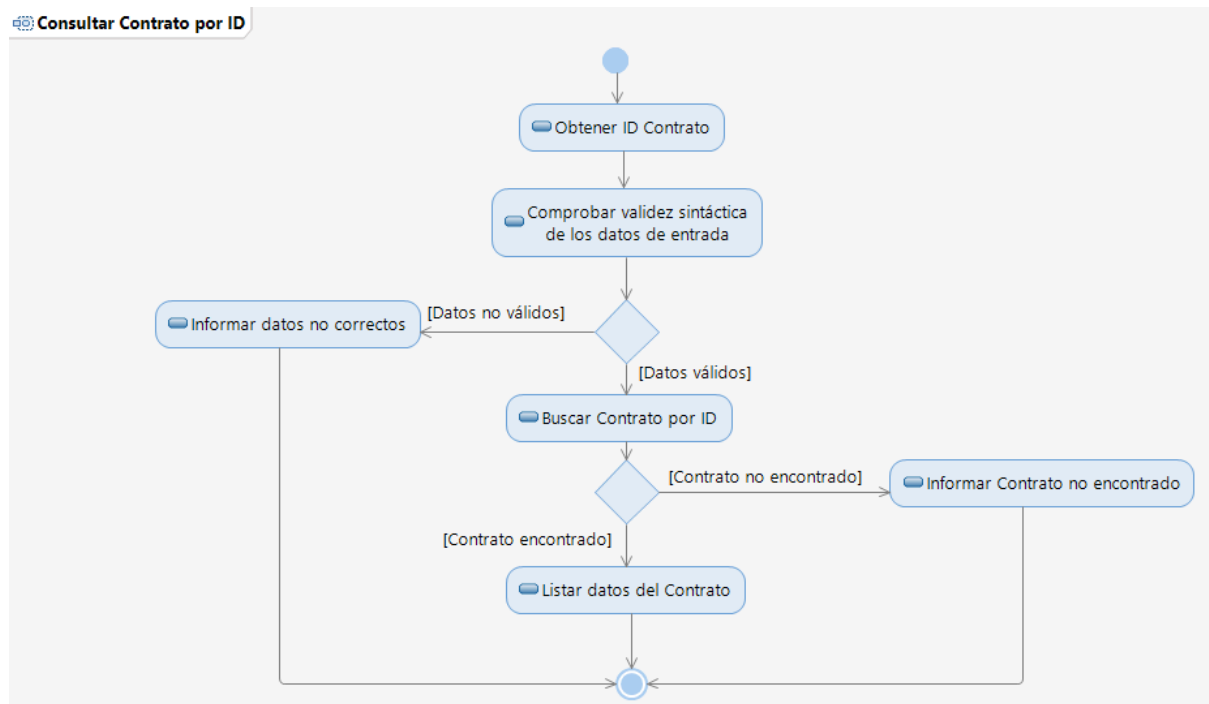 Consultar Contrato por ID
Obtener ID Contrato
Comprobar validez sintáctica
de los datos de entrada
[Datos no válidos]
Informar datos no correctos
[Datos válidos]
Buscar Contrato por ID
[Contrato no encontrado]
Informar Contrato no encontrado
[Contrato encontrado]
Listar datos del Contrato